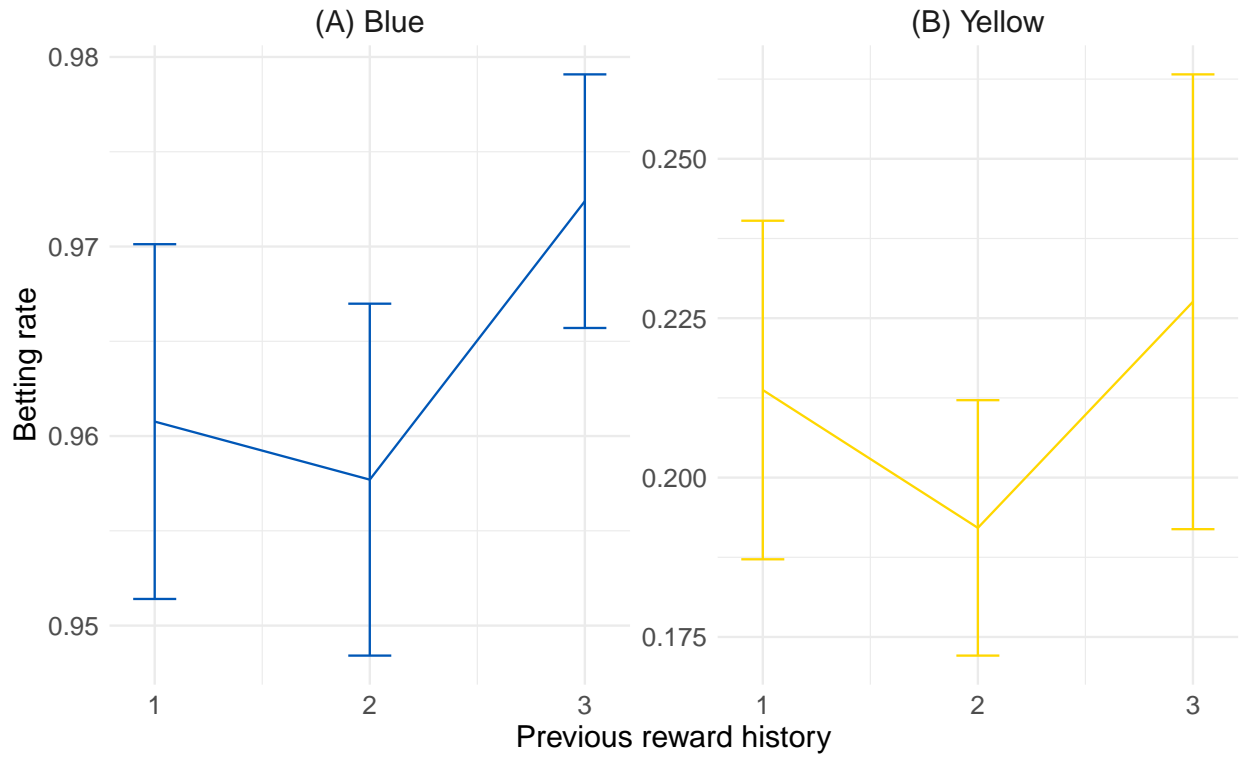 (A) Blue
(B) Yellow
Betting rate
0.98
0.97
0.96
0.95
1 2 3
0.250
0.225
0.200
0.175
1 2 3
Previous reward history